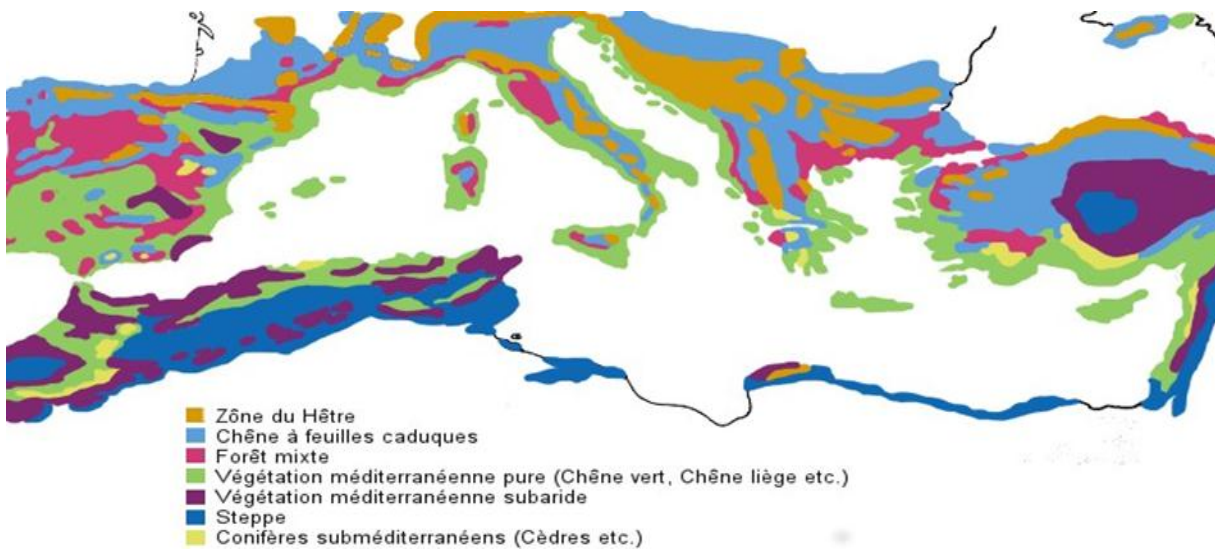 Zône du Hêtre
Chêne à feuilles caduques
Forêt mixte
Végétation méditerranéenne pure (Chêne vert, Chêne liège etc.)
Végétation méditerranéenne subaride
Steppe
Conifères subméditerranéens (Cèdres etc.)